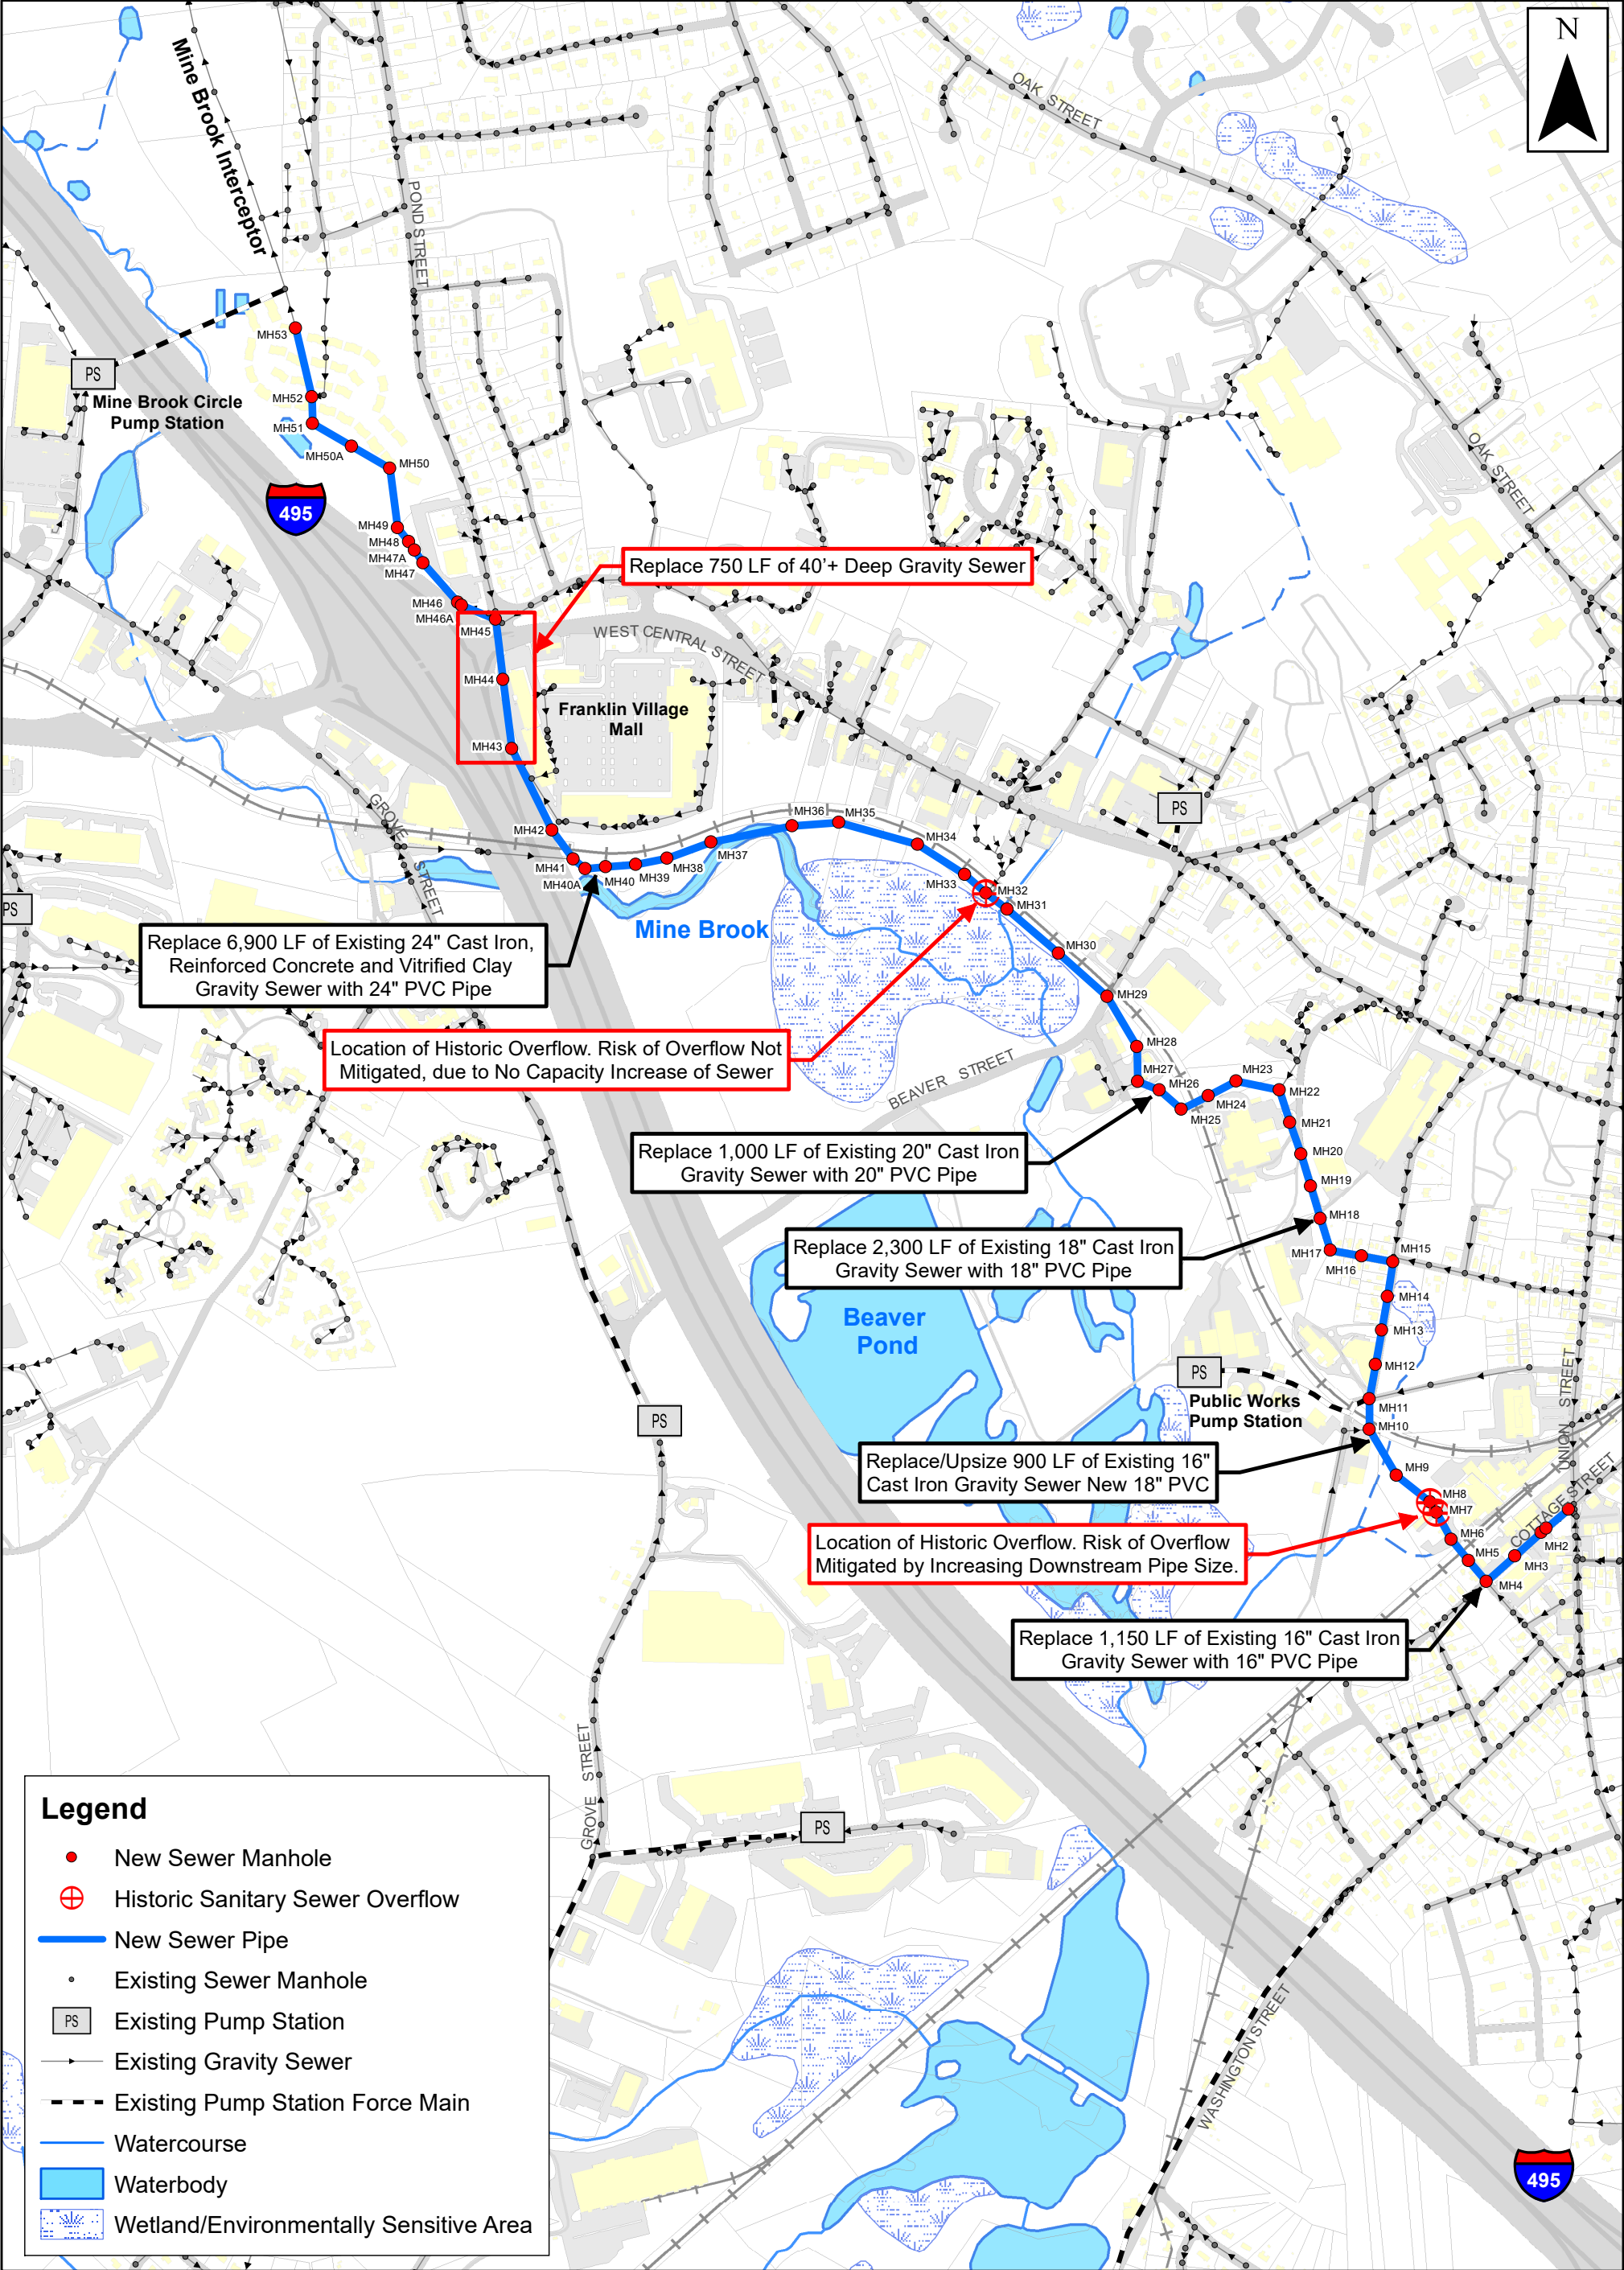 N
OAK STREET
Mine Brook Interceptor
POND STREET
MH53
PS
Mine Brook Circle
Pump Station
MH52
MH51
MH50A
MH50
OAK STREET
495
MH49
MH48
MH47A
MH47
Replace 750 LF of 40'+ Deep Gravity Sewer
MH46
MH46A
MH45
WEST CENTRAL STREET
MH44
Franklin Village
Mall
MH43
GROVE STREET
PS
MH42
MH36
MH35
MH34
MH41
MH40A
MH40
MH39
MH38
MH37
MH33
MH32
MH31
PS
Mine Brook
Replace 6,900 LF of Existing 24" Cast Iron,
Reinforced Concrete and Vitrified Clay
Gravity Sewer with 24" PVC Pipe
MH30
MH29
Location of Historic Overflow. Risk of Overflow Not
Mitigated, due to No Capacity Increase of Sewer
MH28
BEAVER STREET
MH27
MH26
MH25
MH24
MH23
MH22
MH21
Replace 1,000 LF of Existing 20" Cast Iron
Gravity Sewer with 20" PVC Pipe
MH20
MH19
MH18
Replace 2,300 LF of Existing 18" Cast Iron
Gravity Sewer with 18" PVC Pipe
MH17
MH16
MH15
MH14
Beaver
Pond
MH13
MH12
PS
Public Works
Pump Station
MH11
MH10
UNION STREET
PS
Replace/Upsize 900 LF of Existing 16"
Cast Iron Gravity Sewer New 18" PVC
MH9
MH8
MH7
COTTAGE STREET
Location of Historic Overflow. Risk of Overflow
Mitigated by Increasing Downstream Pipe Size.
MH6
MH5
MH4
MH3
MH2
Replace 1,150 LF of Existing 16" Cast Iron
Gravity Sewer with 16" PVC Pipe
GROVE STREET
PS
WASHINGTON STREET
495
Legend
New Sewer Manhole
Historic Sanitary Sewer Overflow
New Sewer Pipe
Existing Sewer Manhole
PS
Existing Pump Station
Existing Gravity Sewer
Existing Pump Station Force Main
Watercourse
Waterbody
Wetland/Environmentally Sensitive Area